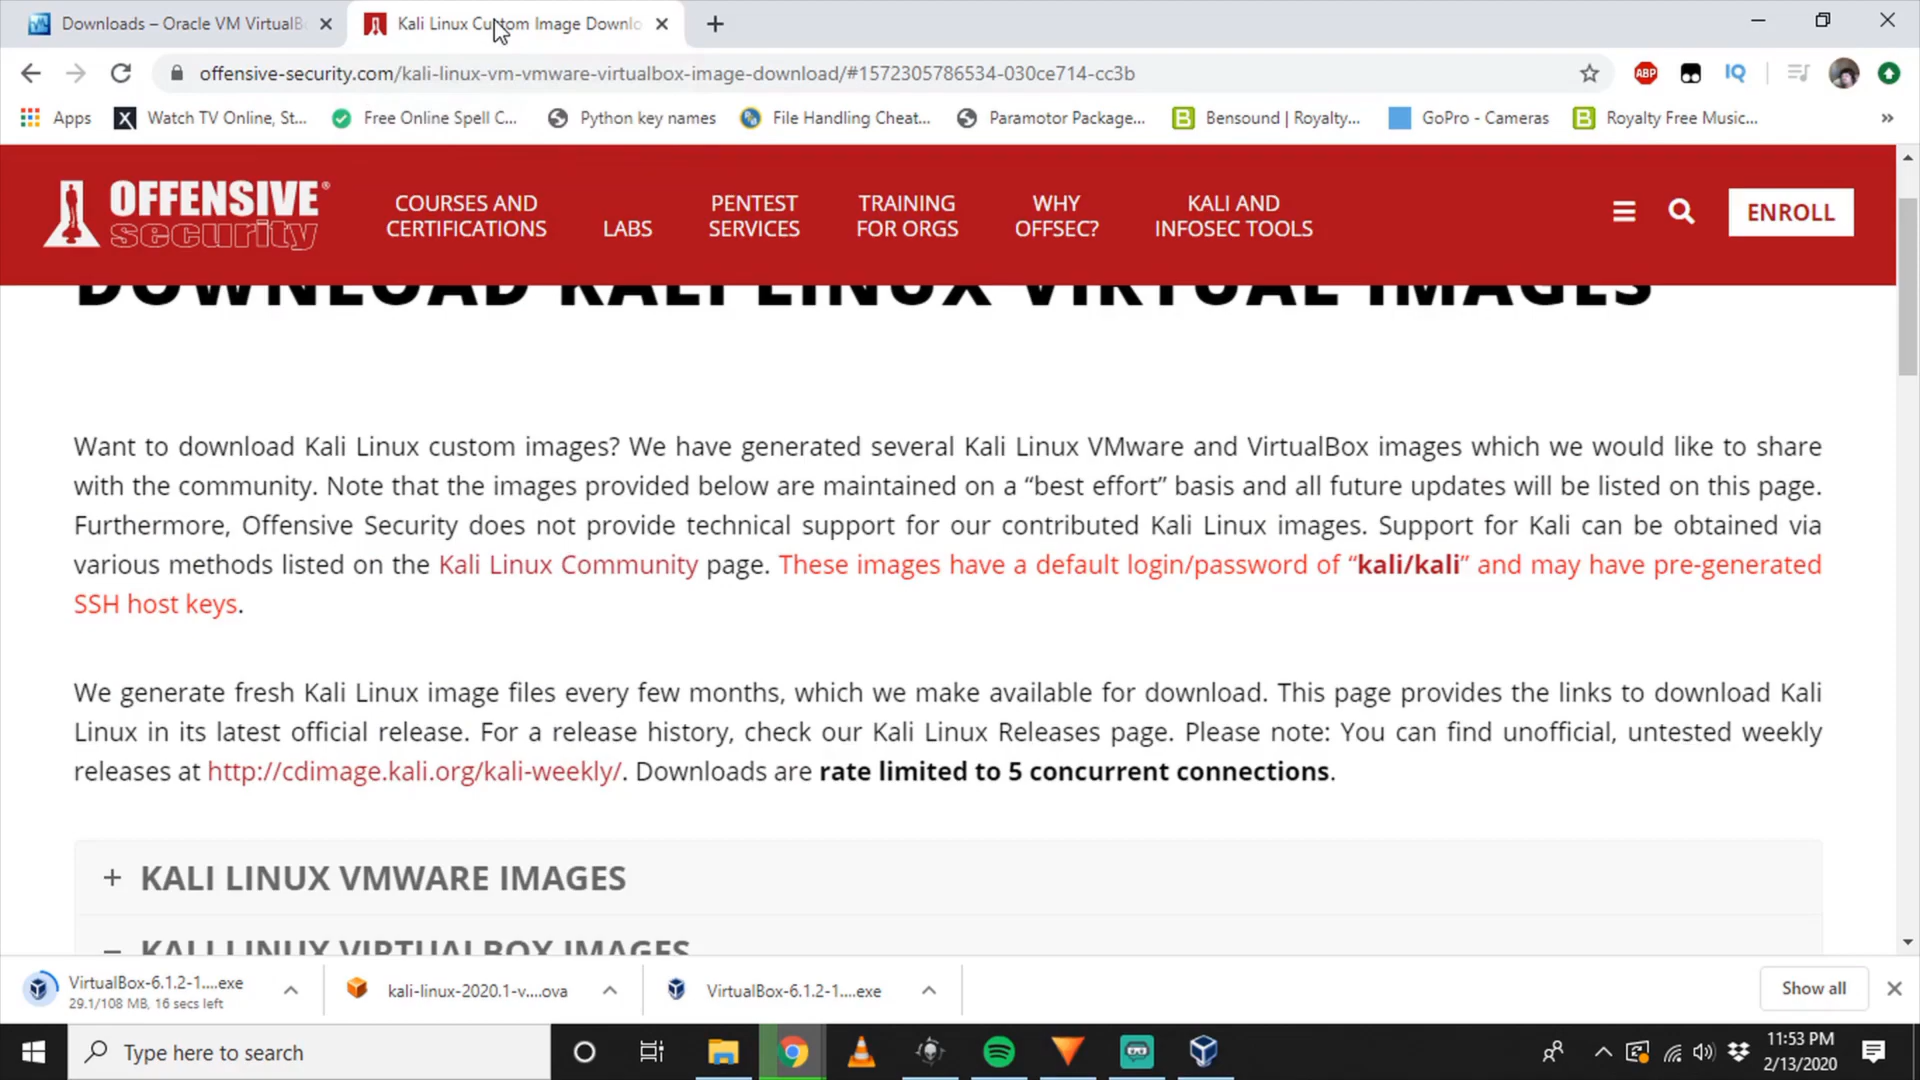 Downloads – Oracle VM VirtualB
Kali Linux Custom Image Downlo
offensive-security.com/kali-linux-vm-vmware-virtualbox-image-download/#1572305786534-030ce714-cc3b
ABP
IQ
Apps
X
Watch TV Online, St...
Free Online Spell C...
Python key names
File Handling Cheat...
Paramotor Package...
B
Bensound | Royalty...
GoPro - Cameras
B
Royalty Free Music...
»
OFFENSIVE®
security
COURSES AND
CERTIFICATIONS
LABS
PENTEST
SERVICES
TRAINING
FOR ORGS
WHY
OFFSEC?
KALI AND
INFOSEC TOOLS
ENROLL
DOWNLOAD KALI LINUX VIRTUAL IMAGES
Want to download Kali Linux custom images? We have generated several Kali Linux VMware and VirtualBox images which we would like to share
with the community. Note that the images provided below are maintained on a “best effort” basis and all future updates will be listed on this page.
Furthermore, Offensive Security does not provide technical support for our contributed Kali Linux images. Support for Kali can be obtained via
various methods listed on the Kali Linux Community page. These images have a default login/password of “kali/kali” and may have pre-generated
SSH host keys.
We generate fresh Kali Linux image files every few months, which we make available for download. This page provides the links to download Kali
Linux in its latest official release. For a release history, check our Kali Linux Releases page. Please note: You can find unofficial, untested weekly
releases at http://cdimage.kali.org/kali-weekly/. Downloads are rate limited to 5 concurrent connections.
+ KALI LINUX VMWARE IMAGES
– KALI LINUX VIRTUALBOX IMAGES
VirtualBox-6.1.2-1....exe
29.1/108 MB, 16 secs left
kali-linux-2020.1-v....ova
VirtualBox-6.1.2-1....exe
Show all
Type here to search
11:53 PM
2/13/2020